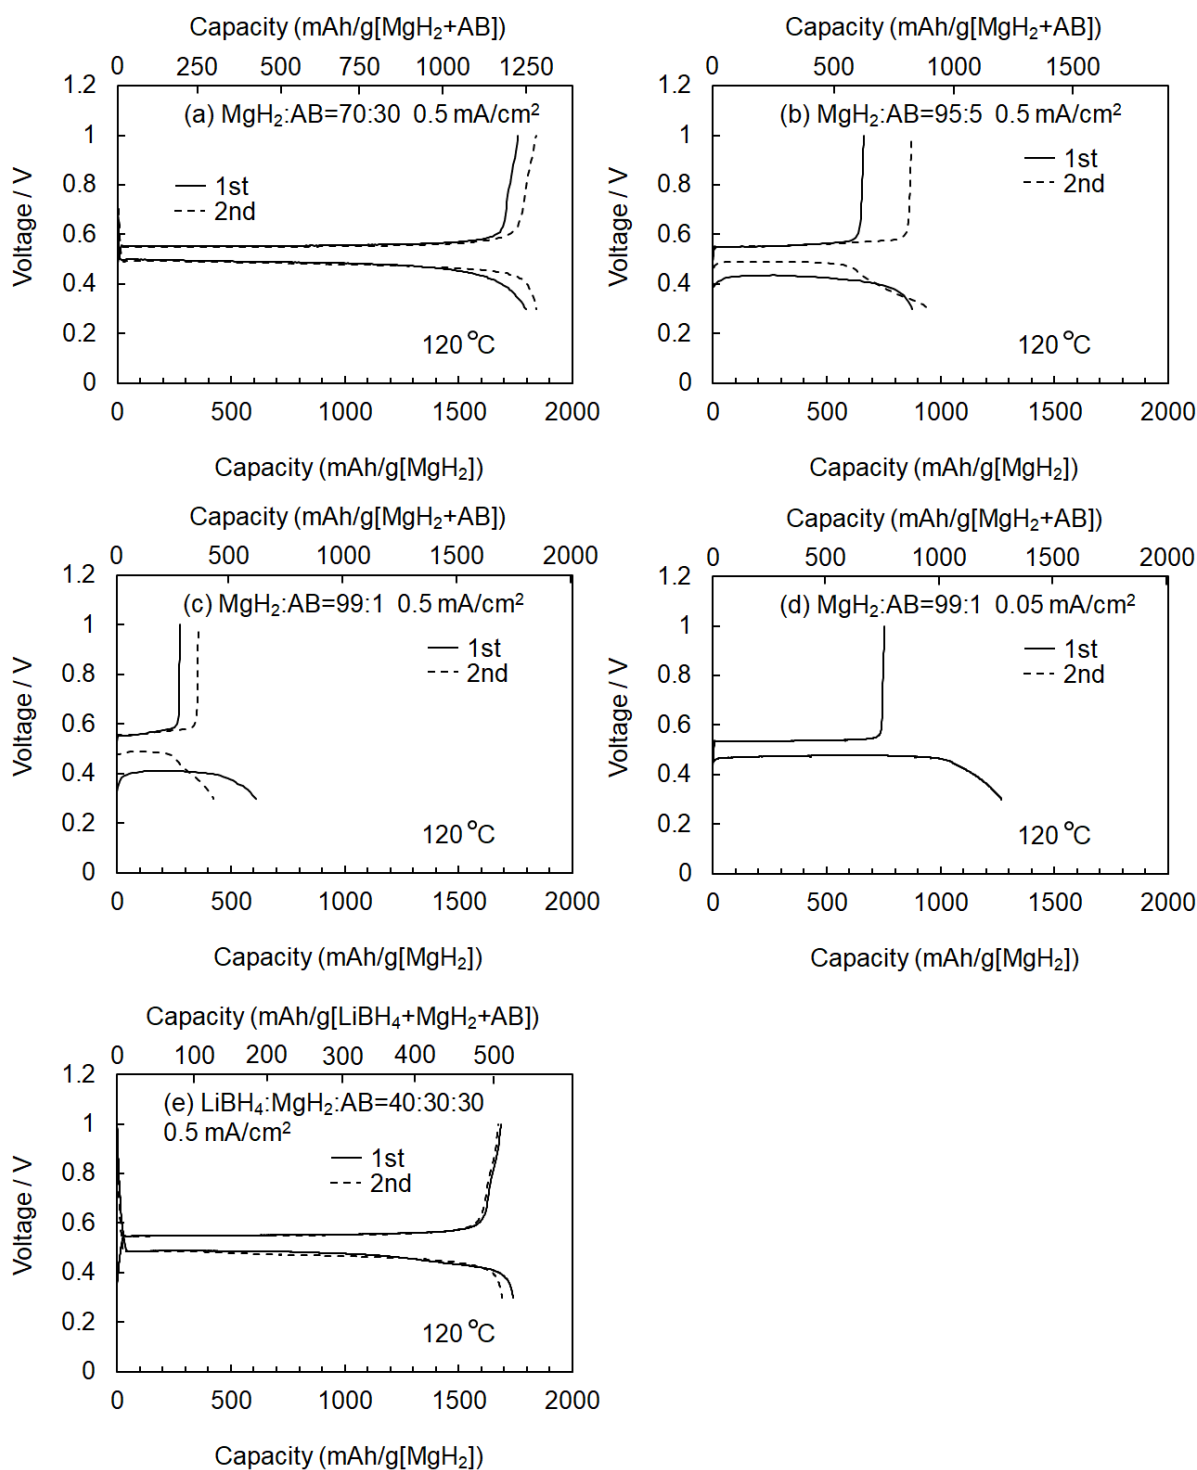 Capacity (mAh/g[MgH₂+AB])
0 250 500 750 1000 1250
1.2
1
0.8
0.6
0.4
0.2
0
Voltage / V
(a) MgH₂:AB=70:30 0.5 mA/cm²
1st
2nd
120 °C
0 500 1000 1500 2000
Capacity (mAh/g[MgH₂])
Capacity (mAh/g[MgH₂+AB])
0 500 1000 1500
1.2
1
0.8
0.6
0.4
0.2
0
Voltage / V
(b) MgH₂:AB=95:5 0.5 mA/cm²
1st
2nd
120 °C
0 500 1000 1500 2000
Capacity (mAh/g[MgH₂])
Capacity (mAh/g[MgH₂+AB])
0 500 1000 1500 2000
1.2
1
0.8
0.6
0.4
0.2
0
Voltage / V
(c) MgH₂:AB=99:1 0.5 mA/cm²
1st
2nd
120 °C
0 500 1000 1500 2000
Capacity (mAh/g[MgH₂])
Capacity (mAh/g[MgH₂+AB])
0 500 1000 1500 2000
1.2
1
0.8
0.6
0.4
0.2
0
Voltage / V
(d) MgH₂:AB=99:1 0.05 mA/cm²
1st
2nd
120 °C
0 500 1000 1500 2000
Capacity (mAh/g[MgH₂])
Capacity (mAh/g[LiBH₄+MgH₂+AB])
0 100 200 300 400 500
1.2
1
0.8
0.6
0.4
0.2
0
Voltage / V
(e) LiBH₄:MgH₂:AB=40:30:30
0.5 mA/cm²
1st
2nd
120 °C
0 500 1000 1500 2000
Capacity (mAh/g[MgH₂])